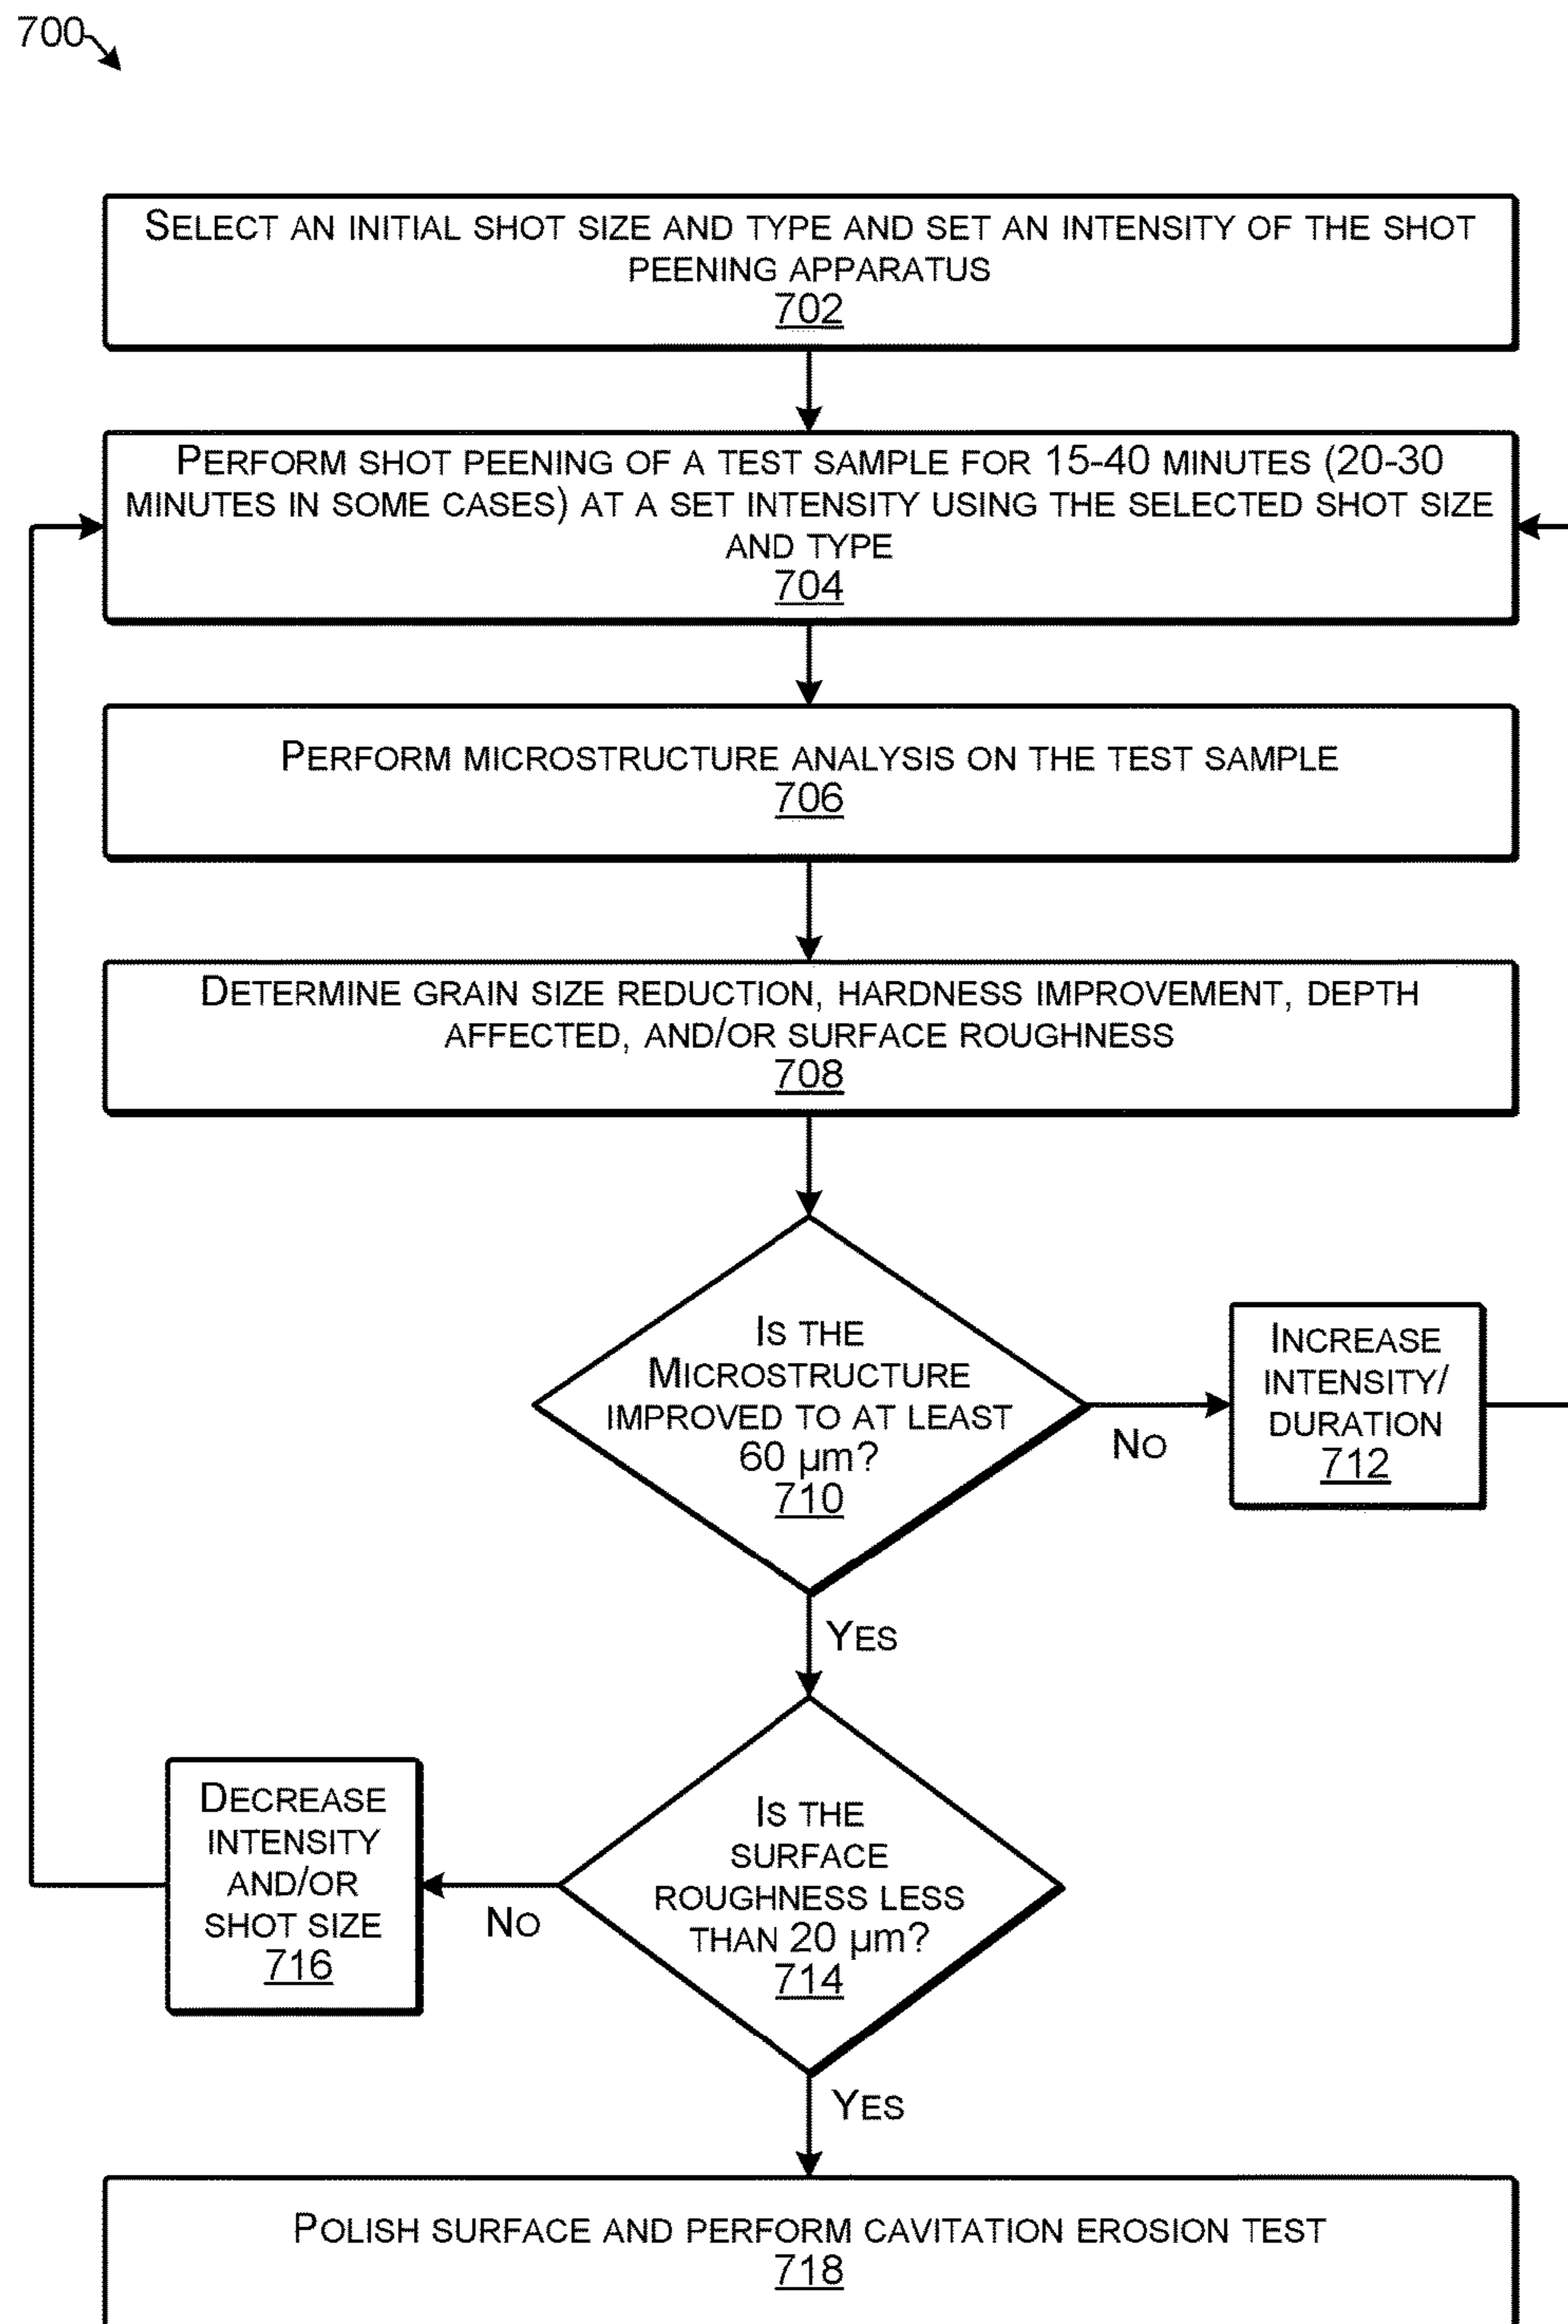 700
SELECT AN INITIAL SHOT SIZE AND TYPE AND SET AN INTENSITY OF THE SHOT
PEENING APPARATUS
702
PERFORM SHOT PEENING OF A TEST SAMPLE FOR 15-40 MINUTES (20-30
MINUTES IN SOME CASES) AT A SET INTENSITY USING THE SELECTED SHOT SIZE
AND TYPE
704
PERFORM MICROSTRUCTURE ANALYSIS ON THE TEST SAMPLE
706
DETERMINE GRAIN SIZE REDUCTION, HARDNESS IMPROVEMENT, DEPTH
AFFECTED, AND/OR SURFACE ROUGHNESS
708
IS THE
MICROSTRUCTURE
IMPROVED TO AT LEAST
60 µm?
710
NO
INCREASE
INTENSITY/
DURATION
712
YES
IS THE
SURFACE
ROUGHNESS LESS
THAN 20 µm?
714
NO
DECREASE
INTENSITY
AND/OR
SHOT SIZE
716
YES
POLISH SURFACE AND PERFORM CAVITATION EROSION TEST
718